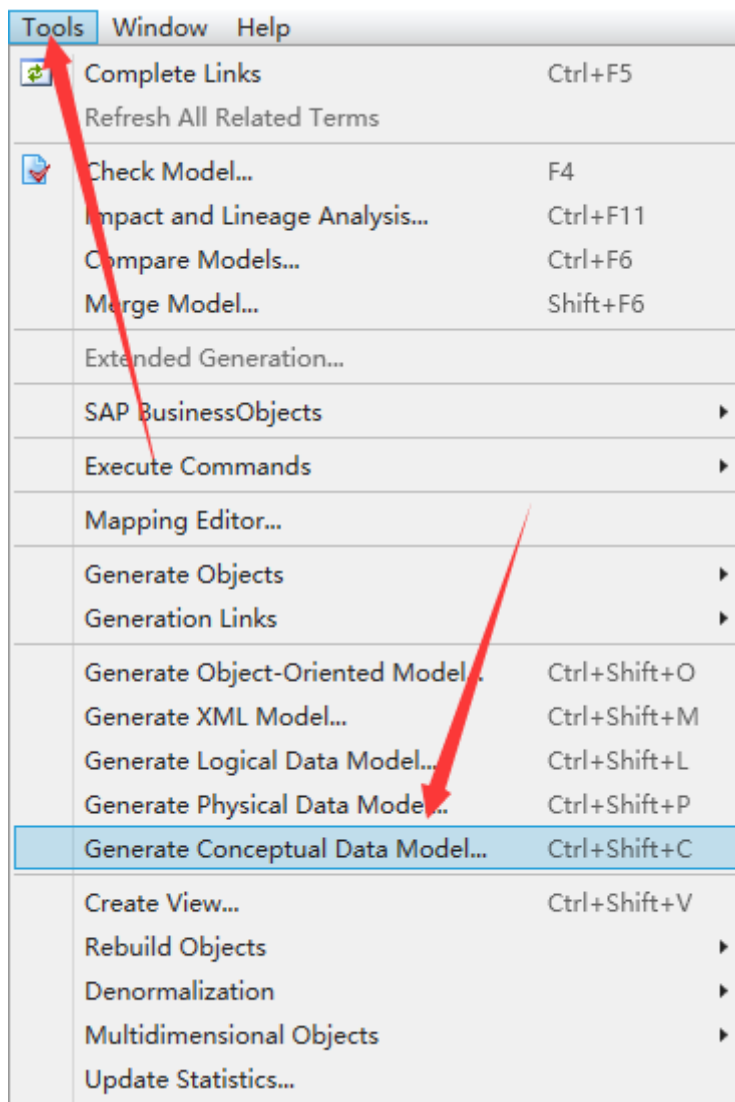 Tools Window Help
Complete Links Ctrl+F5
Refresh All Related Terms
Check Model... F4
Impact and Lineage Analysis... Ctrl+F11
Compare Models... Ctrl+F6
Merge Model... Shift+F6
Extended Generation...
SAP BusinessObjects
Execute Commands
Mapping Editor...
Generate Objects
Generation Links
Generate Object-Oriented Model... Ctrl+Shift+O
Generate XML Model... Ctrl+Shift+M
Generate Logical Data Model... Ctrl+Shift+L
Generate Physical Data Model... Ctrl+Shift+P
Generate Conceptual Data Model... Ctrl+Shift+C
Create View... Ctrl+Shift+V
Rebuild Objects
Denormalization
Multidimensional Objects
Update Statistics...